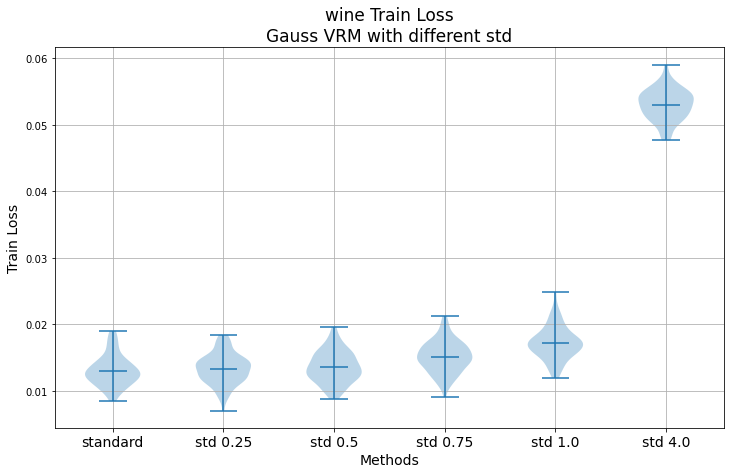 wine Train Loss
Gauss VRM with different std
0.06
0.05
0.04
0.03
0.02
0.01
Train Loss
standard
std 0.25
std 0.5
std 0.75
std 1.0
std 4.0
Methods